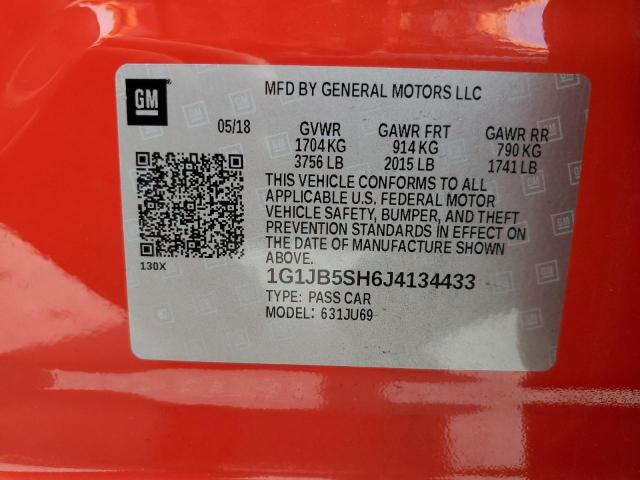 GM
MFD BY GENERAL MOTORS LLC
05/18 GVWR GAWR FRT GAWR RR
1704 KG 914 KG 790 KG
3756 LB 2015 LB 1741 LB
THIS VEHICLE CONFORMS TO ALL
APPLICABLE U.S. FEDERAL MOTOR
VEHICLE SAFETY, BUMPER, AND THEFT
PREVENTION STANDARDS IN EFFECT ON
THE DATE OF MANUFACTURE SHOWN
ABOVE.
130X
1G1JB5SH6J4134433
TYPE: PASS CAR
MODEL: 631JU69